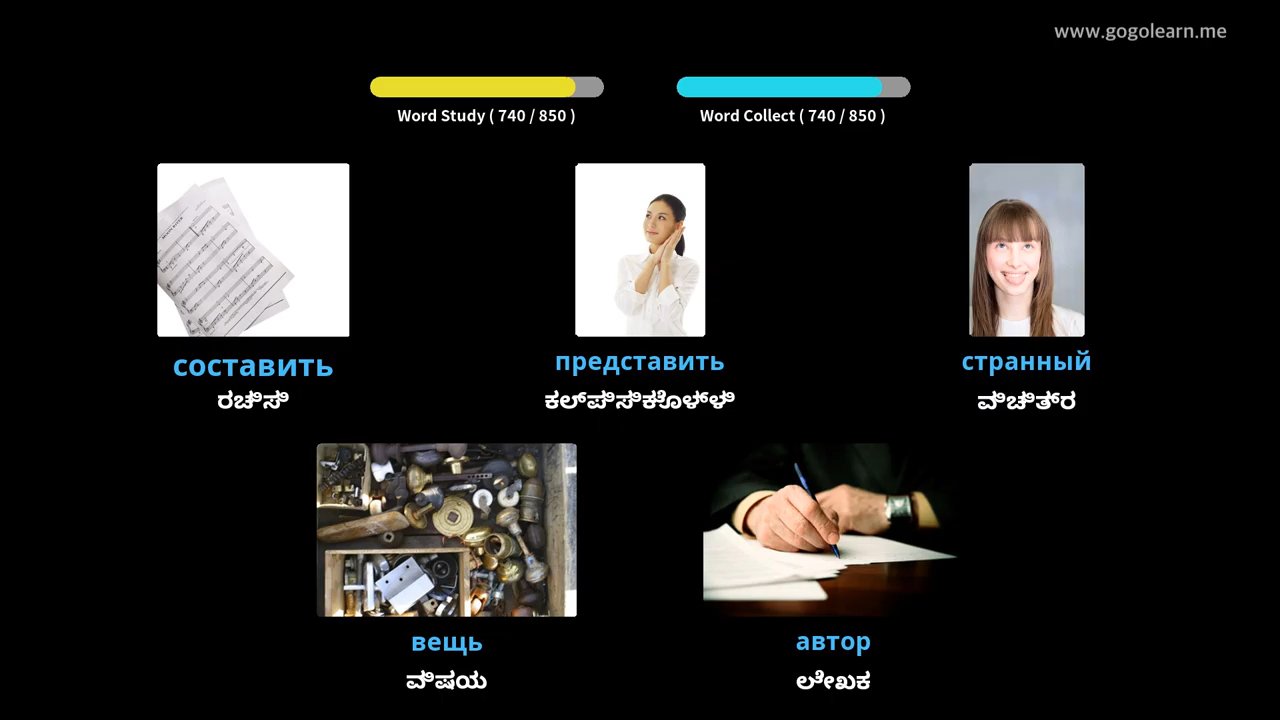 www.gogolearn.me
Word Study ( 740 / 850 )
Word Collect ( 740 / 850 )
составить
представить
странный
ರಚಿಸಿ
ಕಲ್ಪಿಸಿಕೊಳ್ಳಿ
ವಿಚಿತ್ರ
вещь
автор
ವಿಷಯ
ಲೇಖಕ